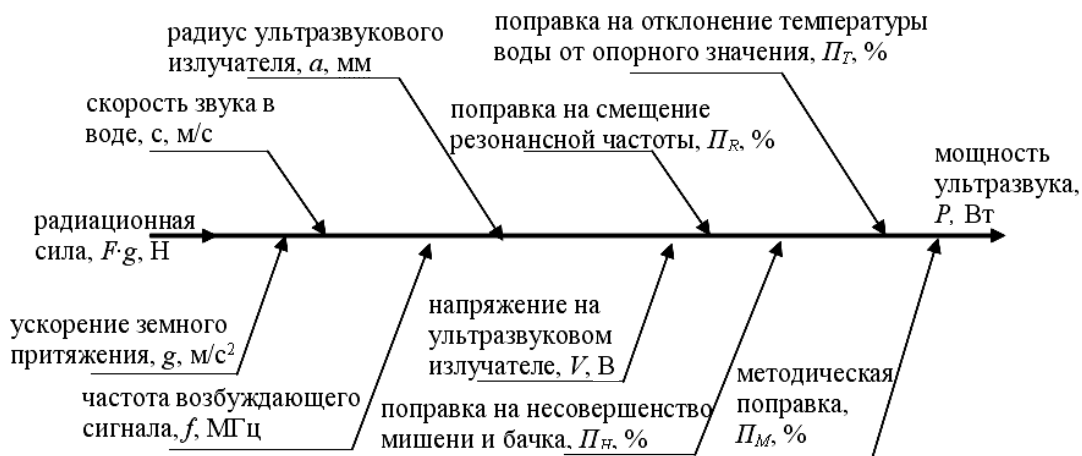 радиус ультразвукового
излучателя, a, мм
поправка на отклонение температуры
воды от опорного значения, П_T, %
скорость звука в
воде, с, м/с
поправка на смещение
резонансной частоты, П_R, %
мощность
ультразвука,
P, Вт
радиационная
сила, F·g, Н
ускорение земного
притяжения, g, м/с²
напряжение на
ультразвуковом
излучателе, V, В
частота возбуждающего
сигнала, f, МГц
поправка на несовершенство
мишени и бачка, П_H, %
методическая
поправка,
П_M, %